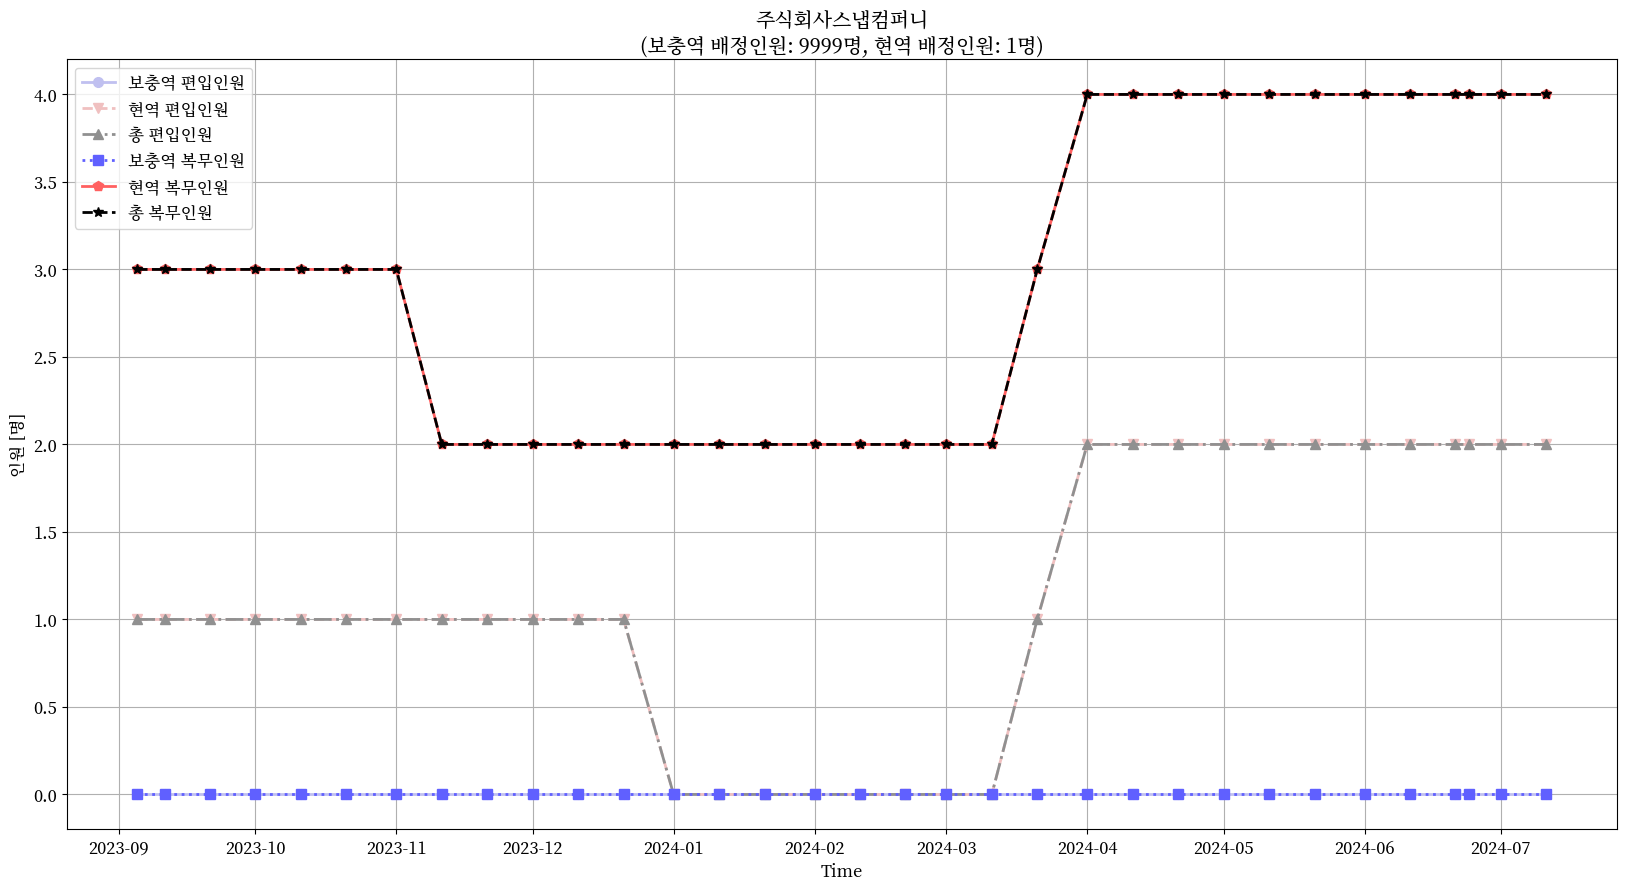 주식회사스냅컴퍼니
(보충역 배정인원: 9999명, 현역 배정인원: 1명)
보충역 편입인원
현역 편입인원
총 편입인원
보충역 복무인원
현역 복무인원
총 복무인원
4.0
3.5
3.0
2.5
2.0
1.5
1.0
0.5
0.0
인원 [명]
2023-09
2023-10
2023-11
2023-12
2024-01
2024-02
2024-03
2024-04
2024-05
2024-06
2024-07
Time